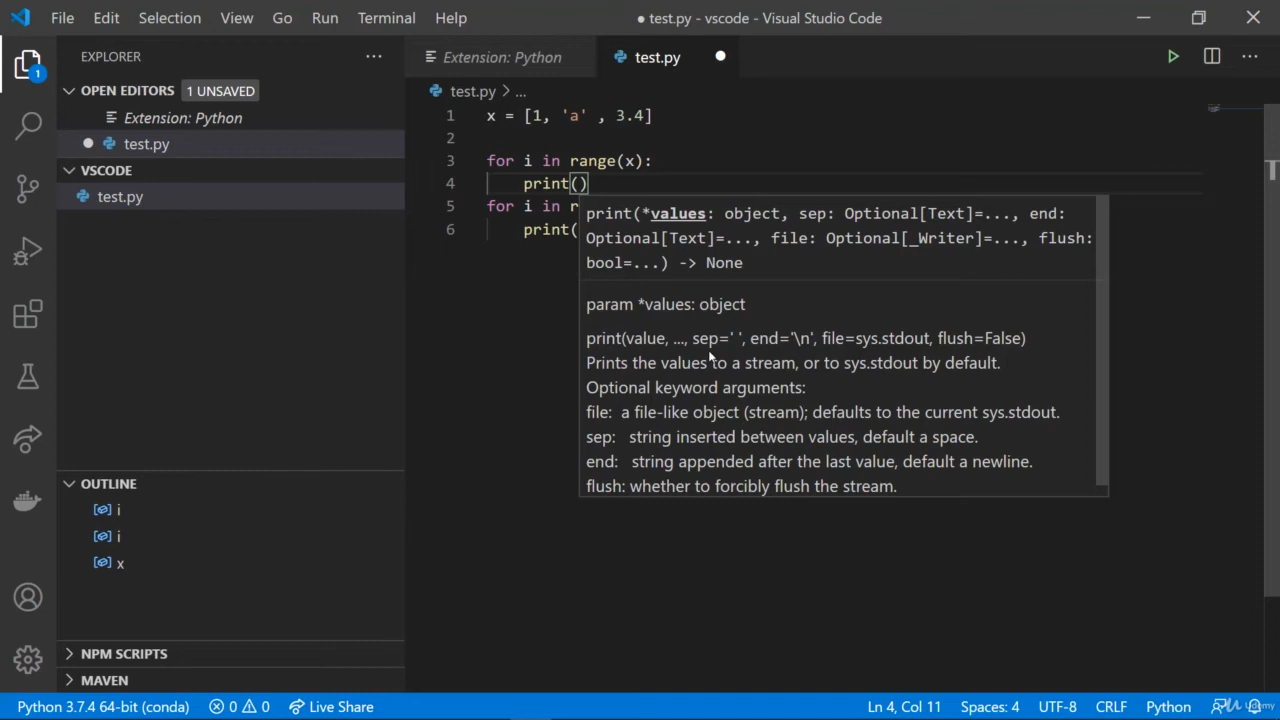 File Edit Selection View Go Run Terminal Help ● test.py - vscode - Visual Studio Code
EXPLORER
Extension: Python test.py
OPEN EDITORS 1 UNSAVED
Extension: Python
test.py
VSCODE
test.py
test.py > ...
1 x = [1, 'a' , 3.4]
2
3 for i in range(x):
4 print()
5 for i in r
6 print(
print(*values: object, sep: Optional[Text]=..., end:
Optional[Text]=..., file: Optional[_Writer]=..., flush:
bool=...) -> None
param *values: object
print(value, ..., sep=' ', end='\n', file=sys.stdout, flush=False)
Prints the values to a stream, or to sys.stdout by default.
Optional keyword arguments:
file: a file-like object (stream); defaults to the current sys.stdout.
sep: string inserted between values, default a space.
end: string appended after the last value, default a newline.
flush: whether to forcibly flush the stream.
OUTLINE
i
i
x
NPM SCRIPTS
MAVEN
1
Python 3.7.4 64-bit (conda) 0 0 Live Share Ln 4, Col 11 Spaces: 4 UTF-8 CRLF Python
Udemy